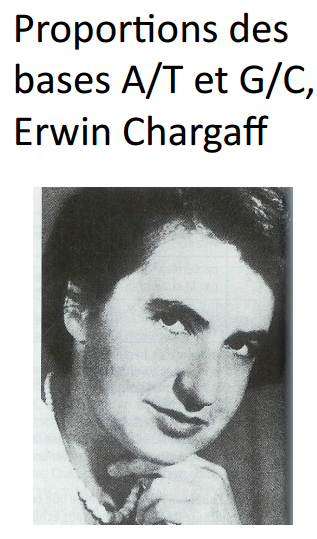 Proportions des
bases A/T et G/C,
Erwin Chargaff